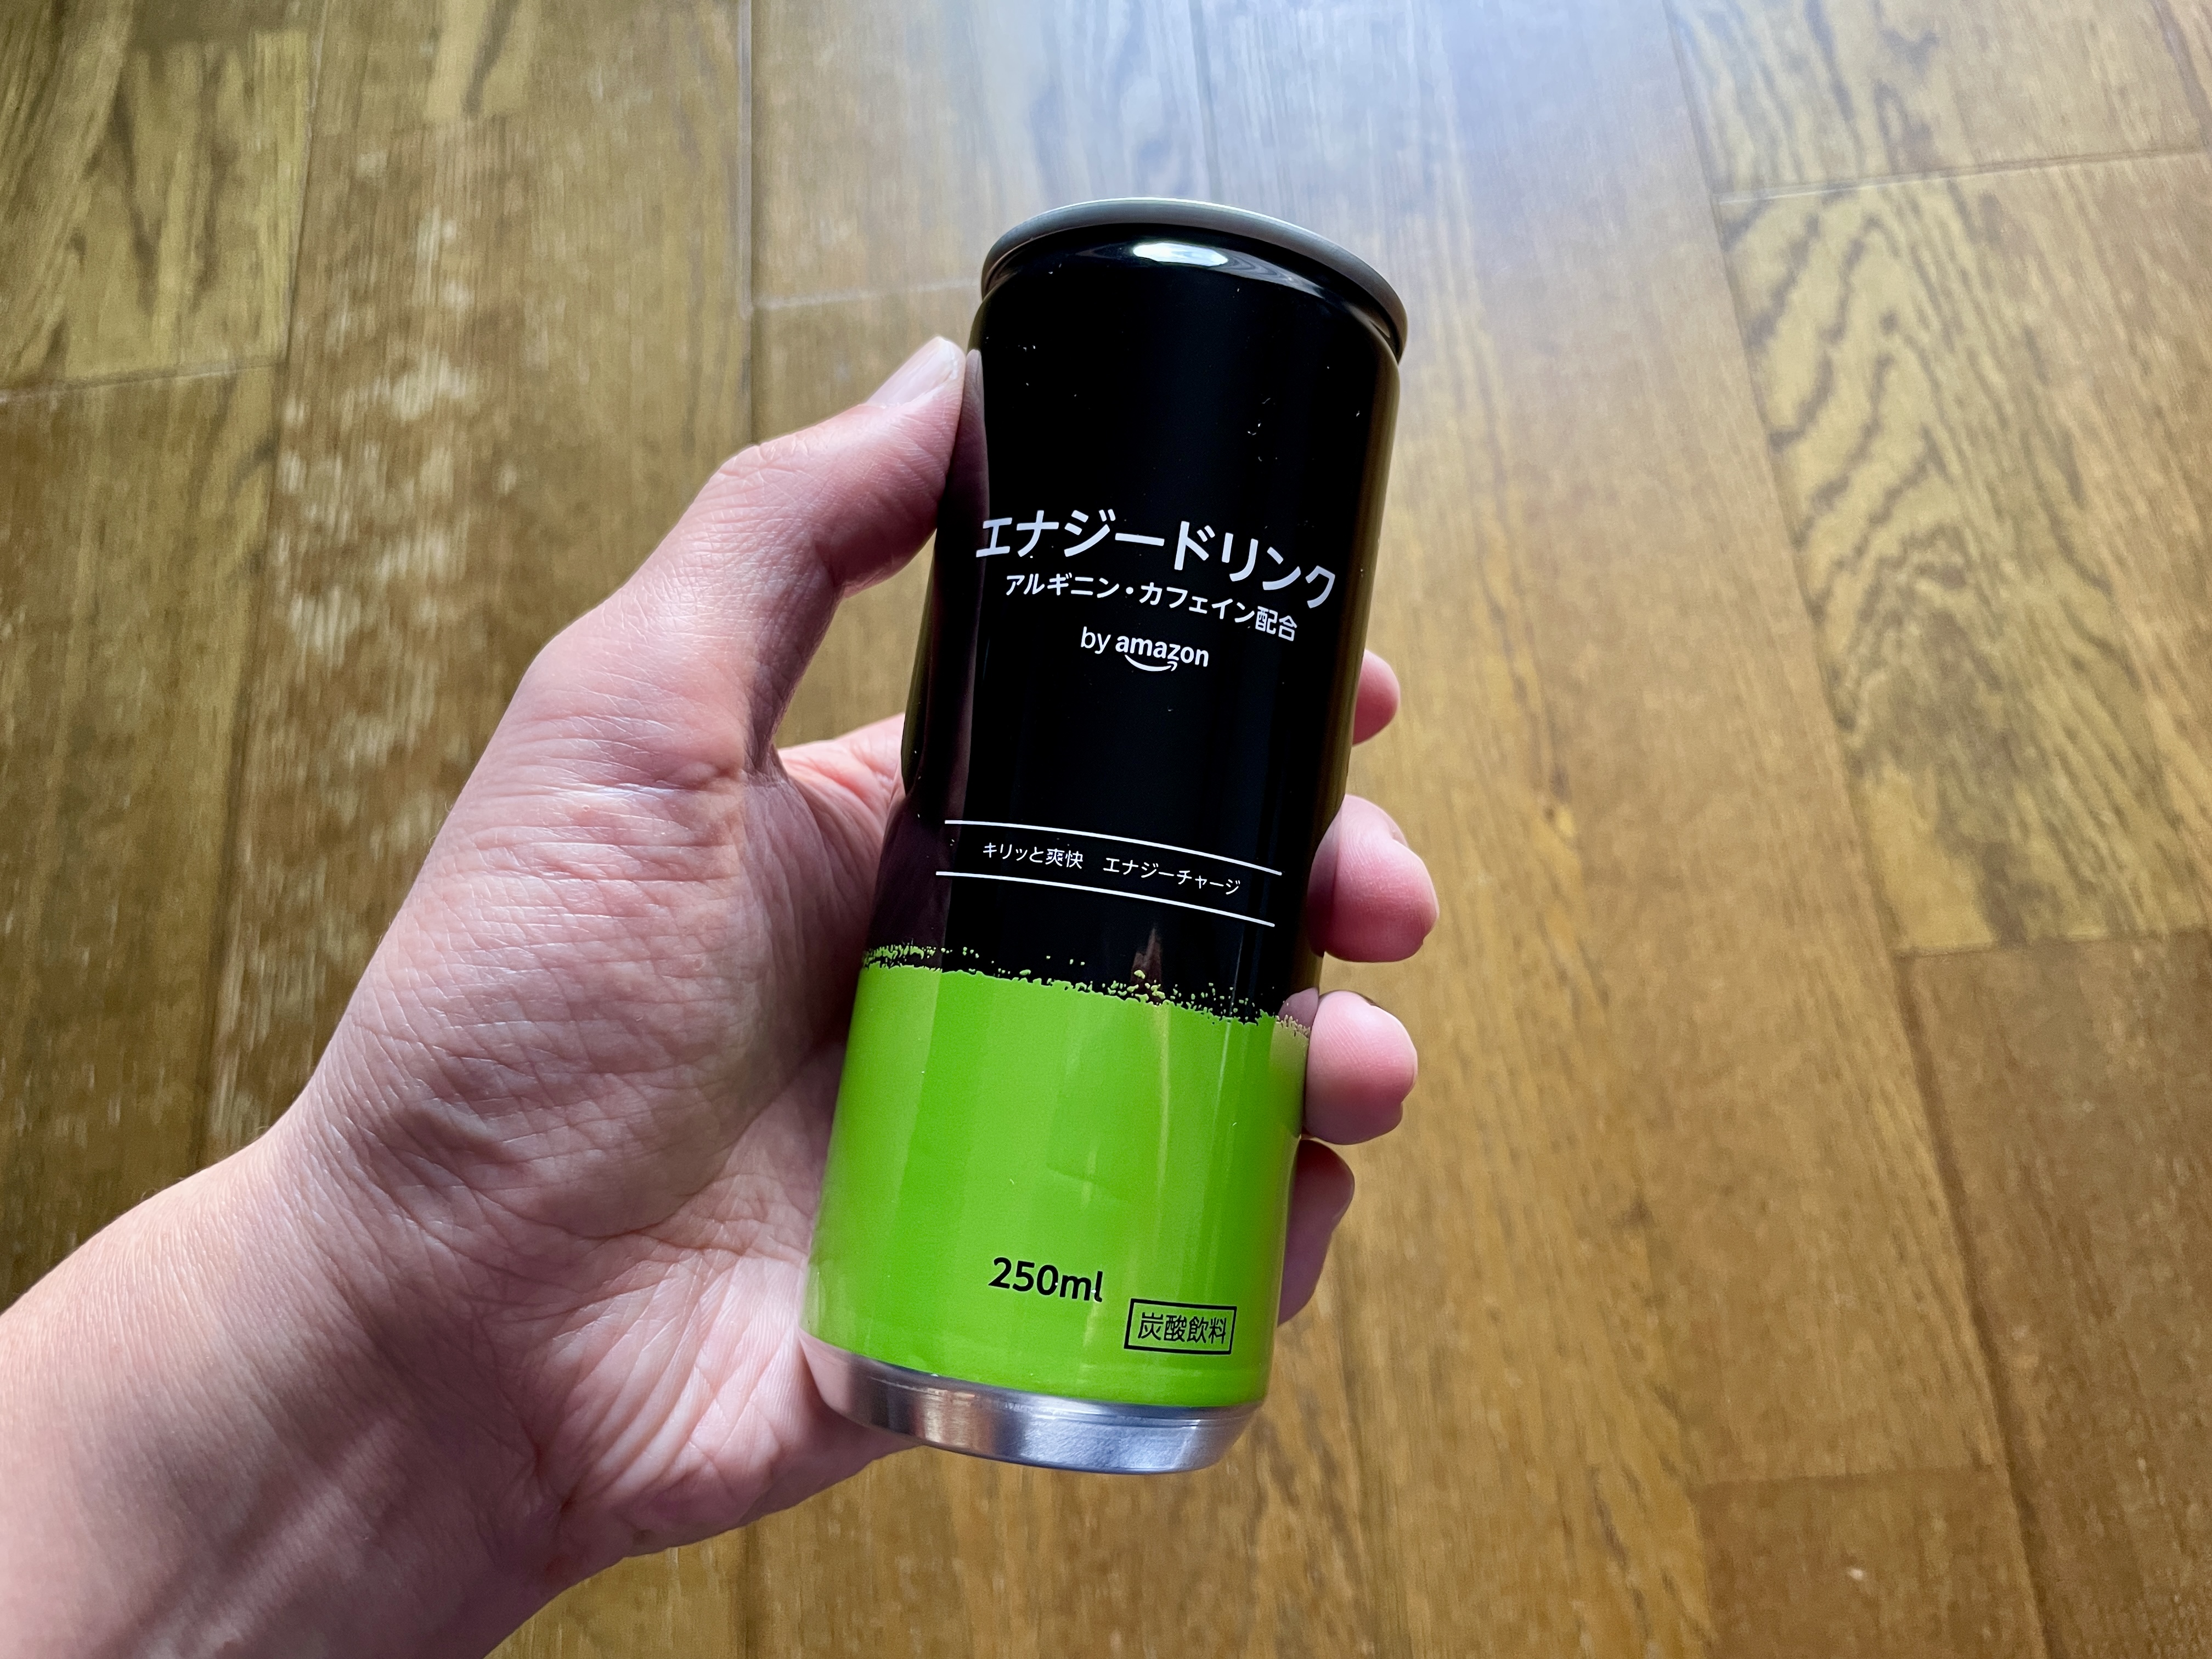 エナジードリンク
アルギニン・カフェイン配合
by amazon
キリッと爽快　エナジーチャージ
250ml
炭酸飲料